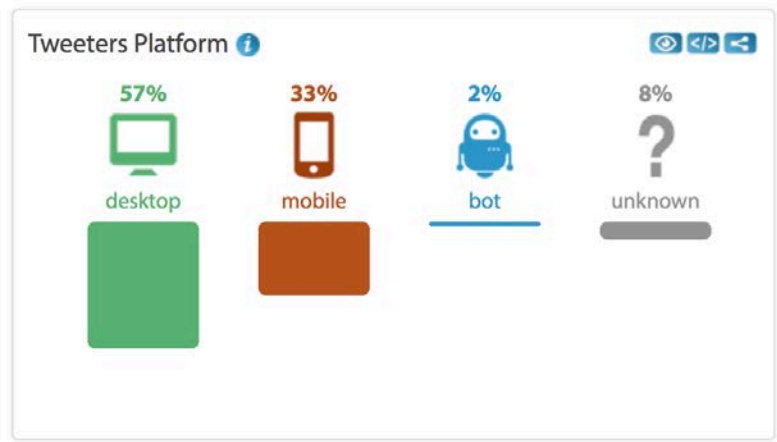 Tweeters Platform i
</>
57% 33% 2% 8%
?
desktop mobile bot unknown